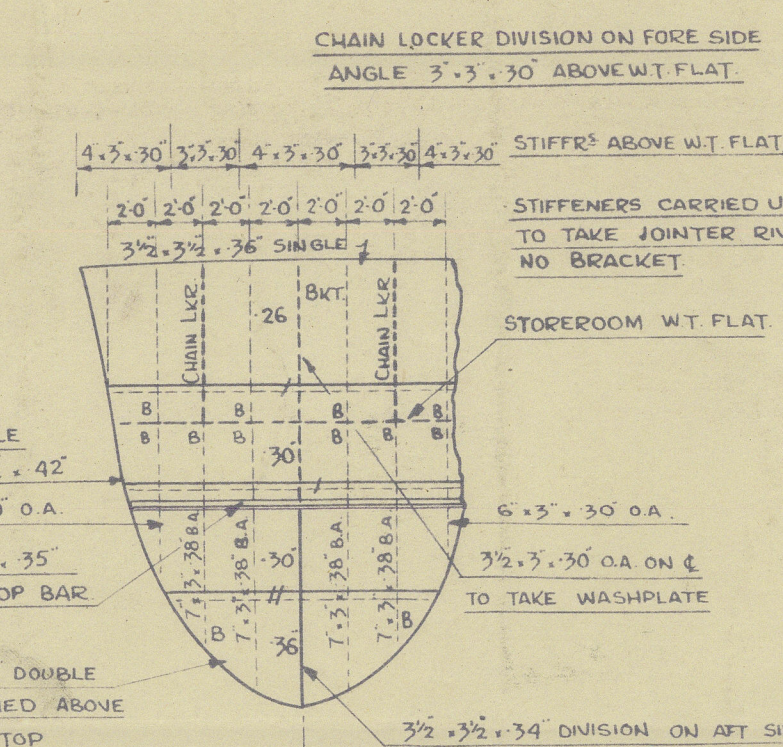 CHAIN LOCKER DIVISION ON FORE SIDE
ANGLE 3" × 3" × ·30" ABOVE W.T. FLAT.
4" × 3" × ·30" 3" × 3" × ·30" 4" × 3" × ·30" 3" × 3" × ·30" 4" × 3" × ·30"
STIFFRS ABOVE W.T. FLAT
2'-0" 2'-0" 2'-0" 2'-0" 2'-0" 2'-0" 2'-0"
STIFFENERS CARRIED U
TO TAKE JOINTER RIV
NO BRACKET.
3½" × 3½" × ·36" SINGLE
CHAIN LKR.
·26
BKT.
CHAIN LKR
STOREROOM W.T. FLAT.
B B B B
B B B B B B
·30"
LE
× ·42"
" O.A.
× ·35"
OP BAR.
6" × 3" × ·30" O.A.
3½" × 3" × ·30" O.A. ON ℄
TO TAKE WASHPLATE
7" × 3" × ·38" B.A.
7" × 3" × ·38" B.A.
·30"
7" × 3" × ·38" B.A.
7" × 3" × ·38" B.A.
B
·36"
B
DOUBLE
IED ABOVE
TOP
3½" × 3½" × ·34" DIVISION ON AFT SI